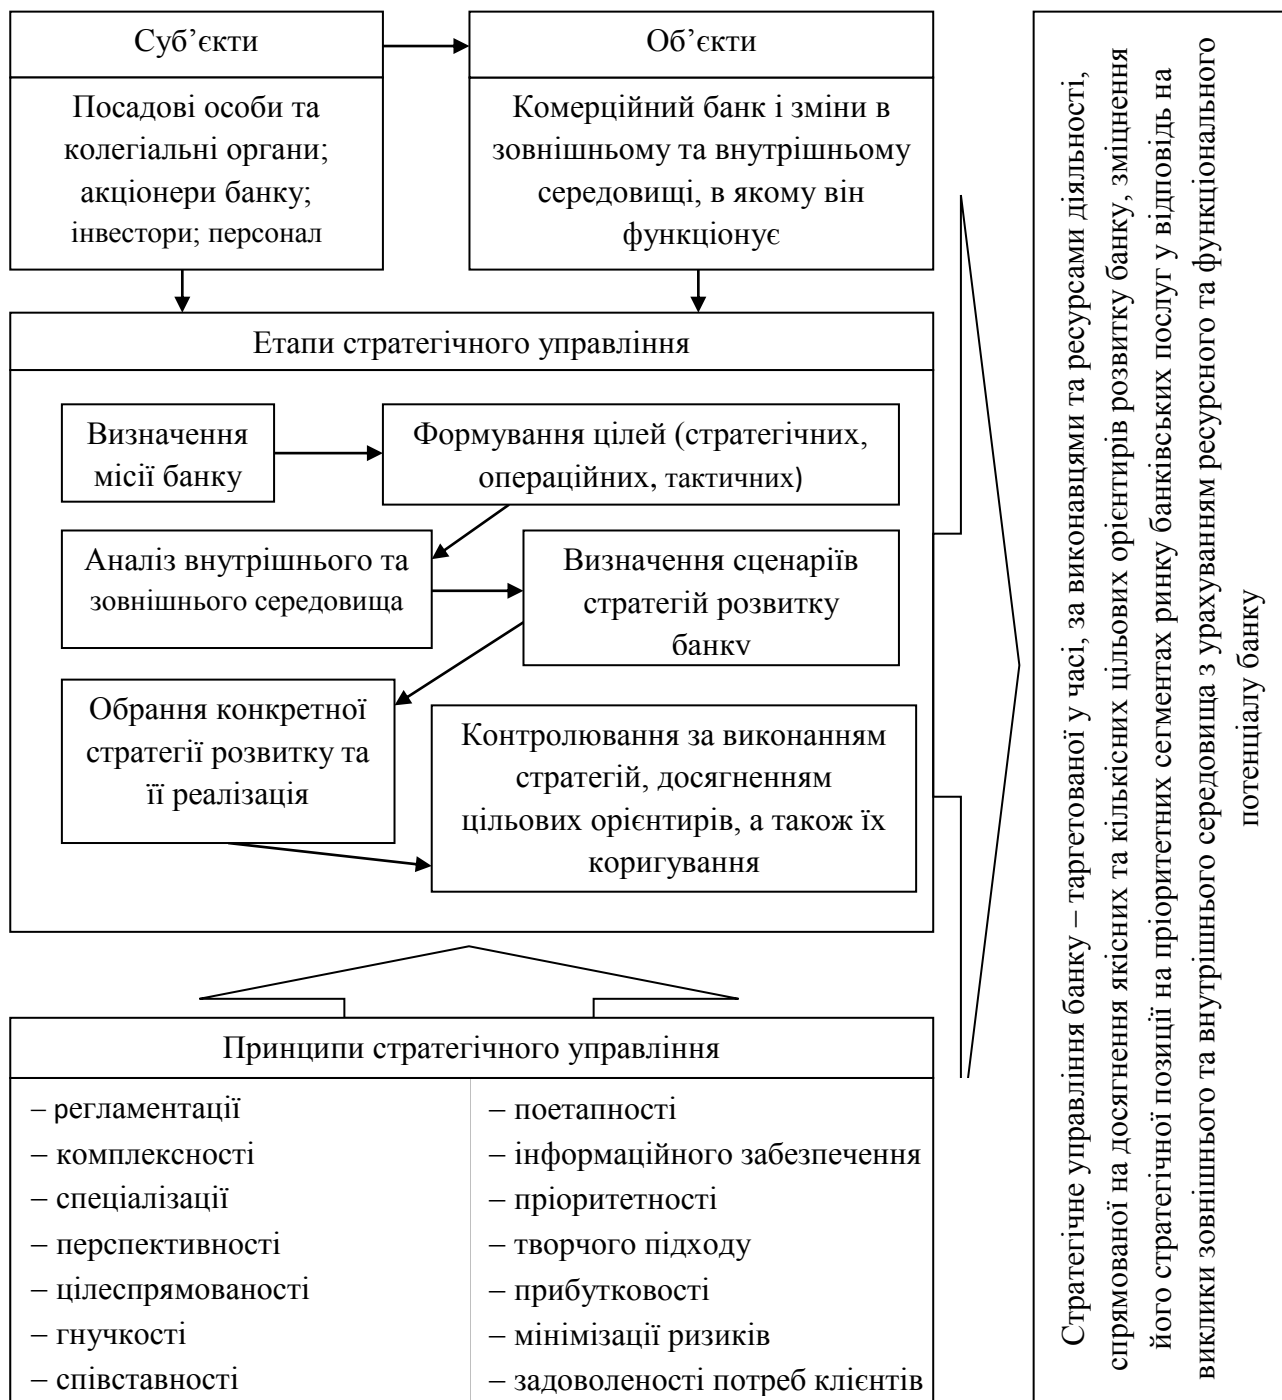 Суб’єкти
Посадові особи та
колегіальні органи;
акціонери банку;
інвестори; персонал
Об’єкти
Комерційний банк і зміни в
зовнішньому та внутрішньому
середовищі, в якому він
функціонує
Етапи стратегічного управління
Визначення
місії банку
Формування цілей (стратегічних,
операційних, тактичних)
Аналіз внутрішнього та
зовнішнього середовища
Визначення сценаріїв
стратегій розвитку
банку
Обрання конкретної
стратегії розвитку та
її реалізація
Контролювання за виконанням
стратегій, досягненням
цільових орієнтирів, а також їх
коригування
Принципи стратегічного управління
– регламентації
– комплексності
– спеціалізації
– перспективності
– цілеспрямованості
– гнучкості
– співставності
– поетапності
– інформаційного забезпечення
– пріоритетності
– творчого підходу
– прибутковості
– мінімізації ризиків
– задоволеності потреб клієнтів
Стратегічне управління банку – таргетованої у часі, за виконавцями та ресурсами діяльності,
спрямованої на досягнення якісних та кількісних цільових орієнтирів розвитку банку, зміцнення
його стратегічної позиції на пріоритетних сегментах ринку банківських послуг у відповідь на
виклики зовнішнього та внутрішнього середовища з урахуванням ресурсного та функціонального
потенціалу банку